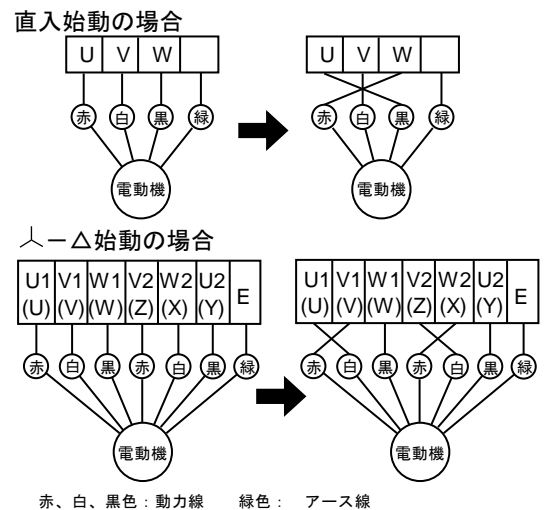 直入始動の場合
U V W U V W
赤 白 黒 緑 赤 白 黒 緑
電動機 電動機
人ー△始動の場合
U1 V1 W1 V2 W2 U2 E U1 V1 W1 V2 W2 U2 E
(U) (V) (W) (Z) (X) (Y) (U) (V) (W) (Z) (X) (Y)
赤 白 黒 赤 白 黒 緑 赤 白 黒 赤 白 黒 緑
電動機 電動機
赤、白、黒色：動力線 緑色： アース線